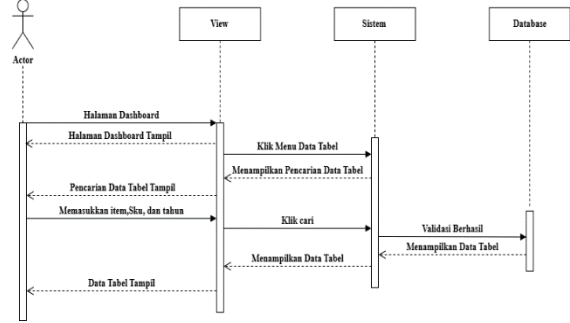 View
Sistem
Database
Actor
Halaman Dashboard
Halaman Dashboard Tampil
Klik Menu Data Tabel
Menampilkan Pencarian Data Tabel
Pencarian Data Tabel Tampil
Memasukkan item,Sku, dan tahun
Klik cari
Validasi Berhasil
Menampilkan Data Tabel
Menampilkan Data Tabel
Data Tabel Tampil